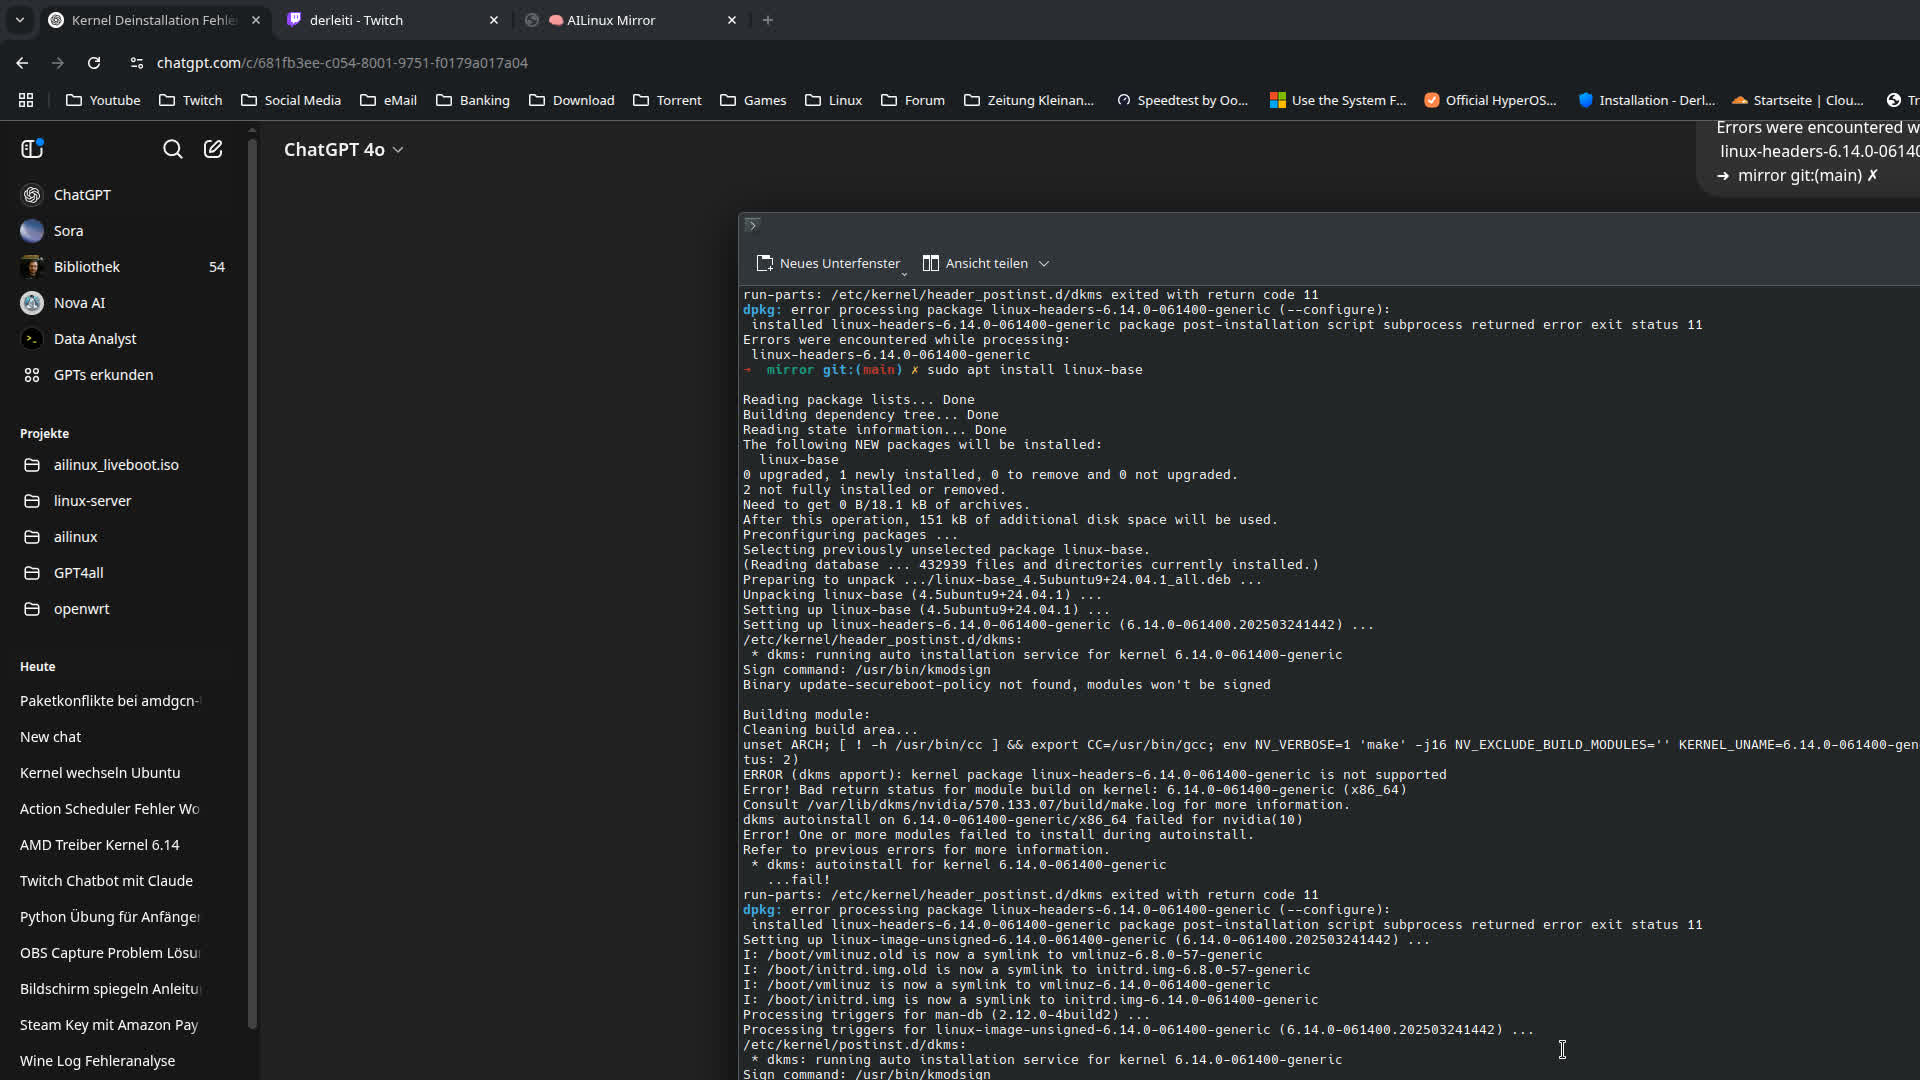 Kernel Deinstallation Fehle
derleiti - Twitch
AILinux Mirror
chatgpt.com/c/681fb3ee-c054-8001-9751-f0179a017a04
Youtube
Twitch
Social Media
eMail
Banking
Download
Torrent
Games
Linux
Forum
Zeitung Kleinan...
Speedtest by Oo...
Use the System F...
Official HyperOS...
Installation - Derl...
Startseite | Clou...
Tr
ChatGPT 4o
Errors were encountered w
linux-headers-6.14.0-06140
➜ mirror git:(main) ✗
ChatGPT
Sora
Bibliothek 54
Nova AI
Data Analyst
GPTs erkunden
Projekte
ailinux_liveboot.iso
linux-server
ailinux
GPT4all
openwrt
Heute
Paketkonflikte bei amdgcn-
New chat
Kernel wechseln Ubuntu
Action Scheduler Fehler Wo
AMD Treiber Kernel 6.14
Twitch Chatbot mit Claude
Python Übung für Anfänger
OBS Capture Problem Lösu
Bildschirm spiegeln Anleitu
Steam Key mit Amazon Pay
Wine Log Fehleranalyse
Neues Unterfenster
Ansicht teilen
run-parts: /etc/kernel/header_postinst.d/dkms exited with return code 11
dpkg: error processing package linux-headers-6.14.0-061400-generic (--configure):
installed linux-headers-6.14.0-061400-generic package post-installation script subprocess returned error exit status 11
Errors were encountered while processing:
linux-headers-6.14.0-061400-generic
➜ mirror git:(main) ✗ sudo apt install linux-base
Reading package lists... Done
Building dependency tree... Done
Reading state information... Done
The following NEW packages will be installed:
linux-base
0 upgraded, 1 newly installed, 0 to remove and 0 not upgraded.
2 not fully installed or removed.
Need to get 0 B/18.1 kB of archives.
After this operation, 151 kB of additional disk space will be used.
Preconfiguring packages ...
Selecting previously unselected package linux-base.
(Reading database ... 432939 files and directories currently installed.)
Preparing to unpack .../linux-base_4.5ubuntu9+24.04.1_all.deb ...
Unpacking linux-base (4.5ubuntu9+24.04.1) ...
Setting up linux-base (4.5ubuntu9+24.04.1) ...
Setting up linux-headers-6.14.0-061400-generic (6.14.0-061400.202503241442) ...
/etc/kernel/header_postinst.d/dkms:
* dkms: running auto installation service for kernel 6.14.0-061400-generic
Sign command: /usr/bin/kmodsign
Binary update-secureboot-policy not found, modules won't be signed
Building module:
Cleaning build area...
unset ARCH; [ ! -h /usr/bin/cc ] && export CC=/usr/bin/gcc; env NV_VERBOSE=1 'make' -j16 NV_EXCLUDE_BUILD_MODULES='' KERNEL_UNAME=6.14.0-061400-gen
tus: 2)
ERROR (dkms apport): kernel package linux-headers-6.14.0-061400-generic is not supported
Error! Bad return status for module build on kernel: 6.14.0-061400-generic (x86_64)
Consult /var/lib/dkms/nvidia/570.133.07/build/make.log for more information.
dkms autoinstall on 6.14.0-061400-generic/x86_64 failed for nvidia(10)
Error! One or more modules failed to install during autoinstall.
Refer to previous errors for more information.
* dkms: autoinstall for kernel 6.14.0-061400-generic
...fail!
run-parts: /etc/kernel/header_postinst.d/dkms exited with return code 11
dpkg: error processing package linux-headers-6.14.0-061400-generic (--configure):
installed linux-headers-6.14.0-061400-generic package post-installation script subprocess returned error exit status 11
Setting up linux-image-unsigned-6.14.0-061400-generic (6.14.0-061400.202503241442) ...
I: /boot/vmlinuz.old is now a symlink to vmlinuz-6.8.0-57-generic
I: /boot/initrd.img.old is now a symlink to initrd.img-6.8.0-57-generic
I: /boot/vmlinuz is now a symlink to vmlinuz-6.14.0-061400-generic
I: /boot/initrd.img is now a symlink to initrd.img-6.14.0-061400-generic
Processing triggers for man-db (2.12.0-4build2) ...
Processing triggers for linux-image-unsigned-6.14.0-061400-generic (6.14.0-061400.202503241442) ...
/etc/kernel/postinst.d/dkms:
* dkms: running auto installation service for kernel 6.14.0-061400-generic
Sign command: /usr/bin/kmodsign